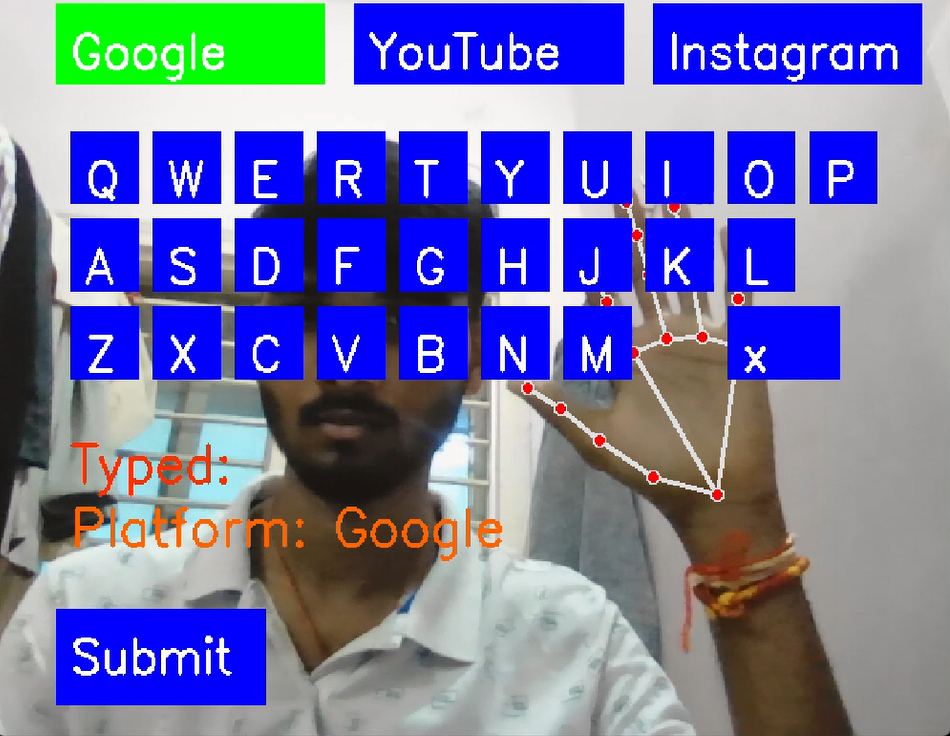 Google YouTube Instagram
Q W E R T Y U I O P
A S D F G H J K L
Z X C V B N M x
Typed:
Platform: Google
Submit